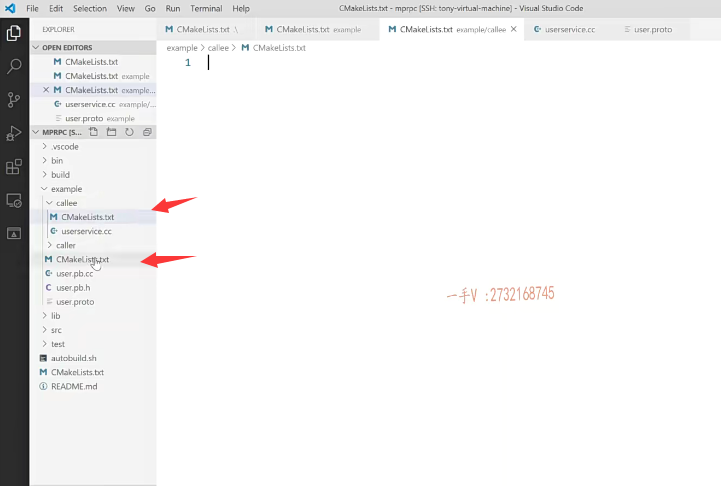 File Edit Selection View Go Run Terminal Help CMakeLists.txt - mprpc [SSH: tony-virtual-machine] - Visual Studio Code
EXPLORER
CMakeLists.txt .\ CMakeLists.txt example CMakeLists.txt example/callee userservice.cc user.proto
OPEN EDITORS
example > callee > CMakeLists.txt
CMakeLists.txt
1
CMakeLists.txt example
CMakeLists.txt example...
userservice.cc example/...
user.proto example
MPRPC [S...
.vscode
bin
build
example
callee
CMakeLists.txt
userservice.cc
caller
CMakeLists.txt
user.pb.cc
user.pb.h
user.proto
一手V :2732168745
lib
src
test
autobuild.sh
CMakeLists.txt
README.md